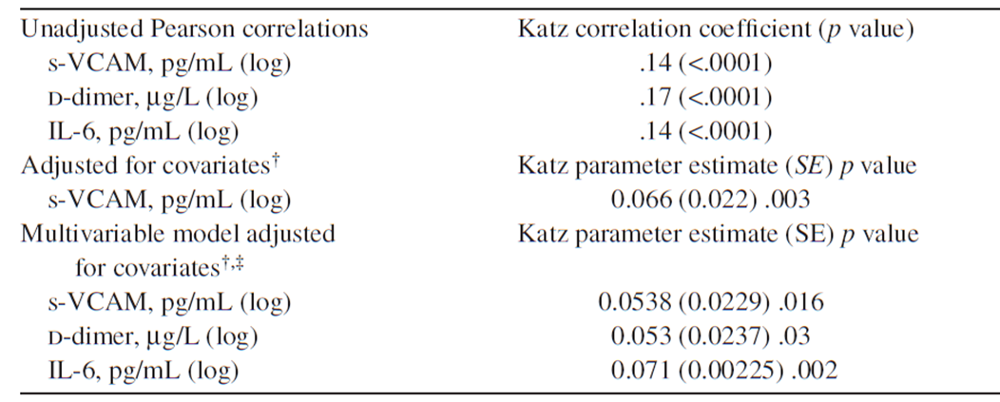 Unadjusted Pearson correlations Katz correlation coefficient (p value)
s-VCAM, pg/mL (log) .14 (<.0001)
D-dimer, µg/L (log) .17 (<.0001)
IL-6, pg/mL (log) .14 (<.0001)
Adjusted for covariates† Katz parameter estimate (SE) p value
s-VCAM, pg/mL (log) 0.066 (0.022) .003
Multivariable model adjusted Katz parameter estimate (SE) p value
for covariates†,‡
s-VCAM, pg/mL (log) 0.0538 (0.0229) .016
D-dimer, µg/L (log) 0.053 (0.0237) .03
IL-6, pg/mL (log) 0.071 (0.00225) .002